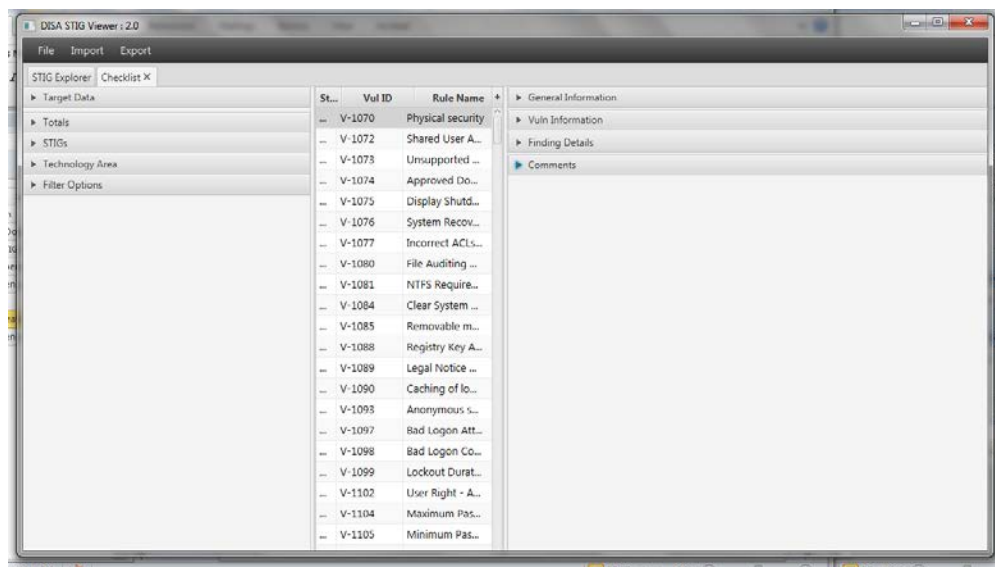 DISA STIG Viewer : 2.0
File Import Export
STIG Explorer Checklist X
Target Data
Totals
STIGs
Technology Area
Filter Options
St... Vul ID Rule Name +
... V-1070 Physical security
... V-1072 Shared User A...
... V-1073 Unsupported ...
... V-1074 Approved Do...
... V-1075 Display Shutd...
... V-1076 System Recov...
... V-1077 Incorrect ACLs...
... V-1080 File Auditing ...
... V-1081 NTFS Require...
... V-1084 Clear System ...
... V-1085 Removable m...
... V-1088 Registry Key A...
... V-1089 Legal Notice ...
... V-1090 Caching of lo...
... V-1093 Anonymous s...
... V-1097 Bad Logon Att...
... V-1098 Bad Logon Co...
... V-1099 Lockout Durat...
... V-1102 User Right - A...
... V-1104 Maximum Pas...
... V-1105 Minimum Pas...
General Information
Vuln Information
Finding Details
Comments